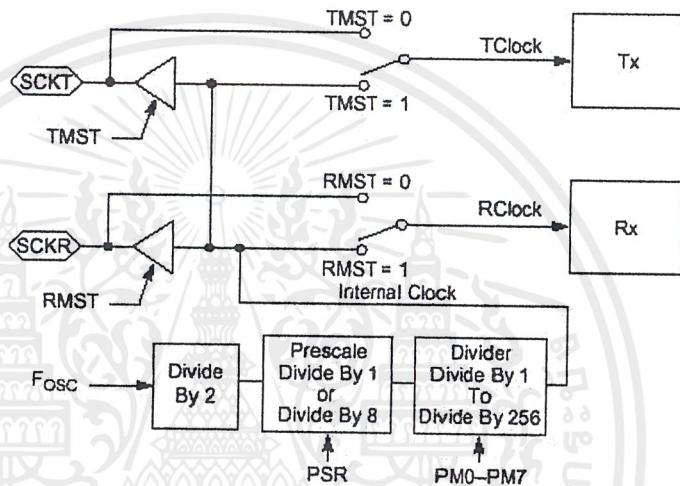 TMST = 0
TClock
Tx
SCKT
TMST = 1
TMST
RMST = 0
RClock
Rx
SCKR
RMST = 1
RMST
Internal Clock
FOSC
Divide
By 2
Prescale
Divide By 1
or
Divide By 8
Divider
Divide By 1
To
Divide By 256
PSR
PM0–PM7